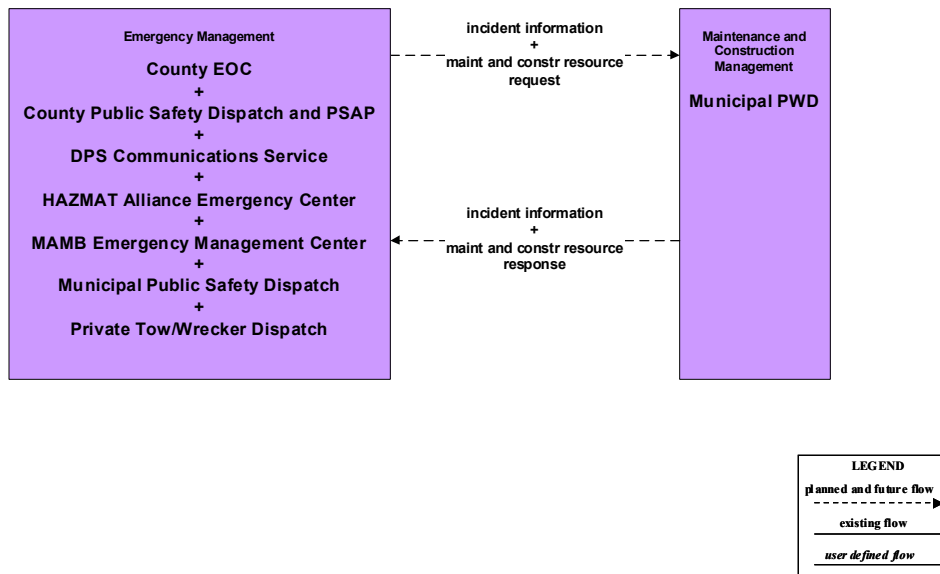 Emergency Management
County EOC
+
County Public Safety Dispatch and PSAP
+
DPS Communications Service
+
HAZMAT Alliance Emergency Center
+
MAMB Emergency Management Center
+
Municipal Public Safety Dispatch
+
Private Tow/Wrecker Dispatch
incident information
+
maint and constr resource
request
incident information
+
maint and constr resource
response
Maintenance and
Construction
Management
Municipal PWD
LEGEND
planned and future flow
existing flow
user defined flow